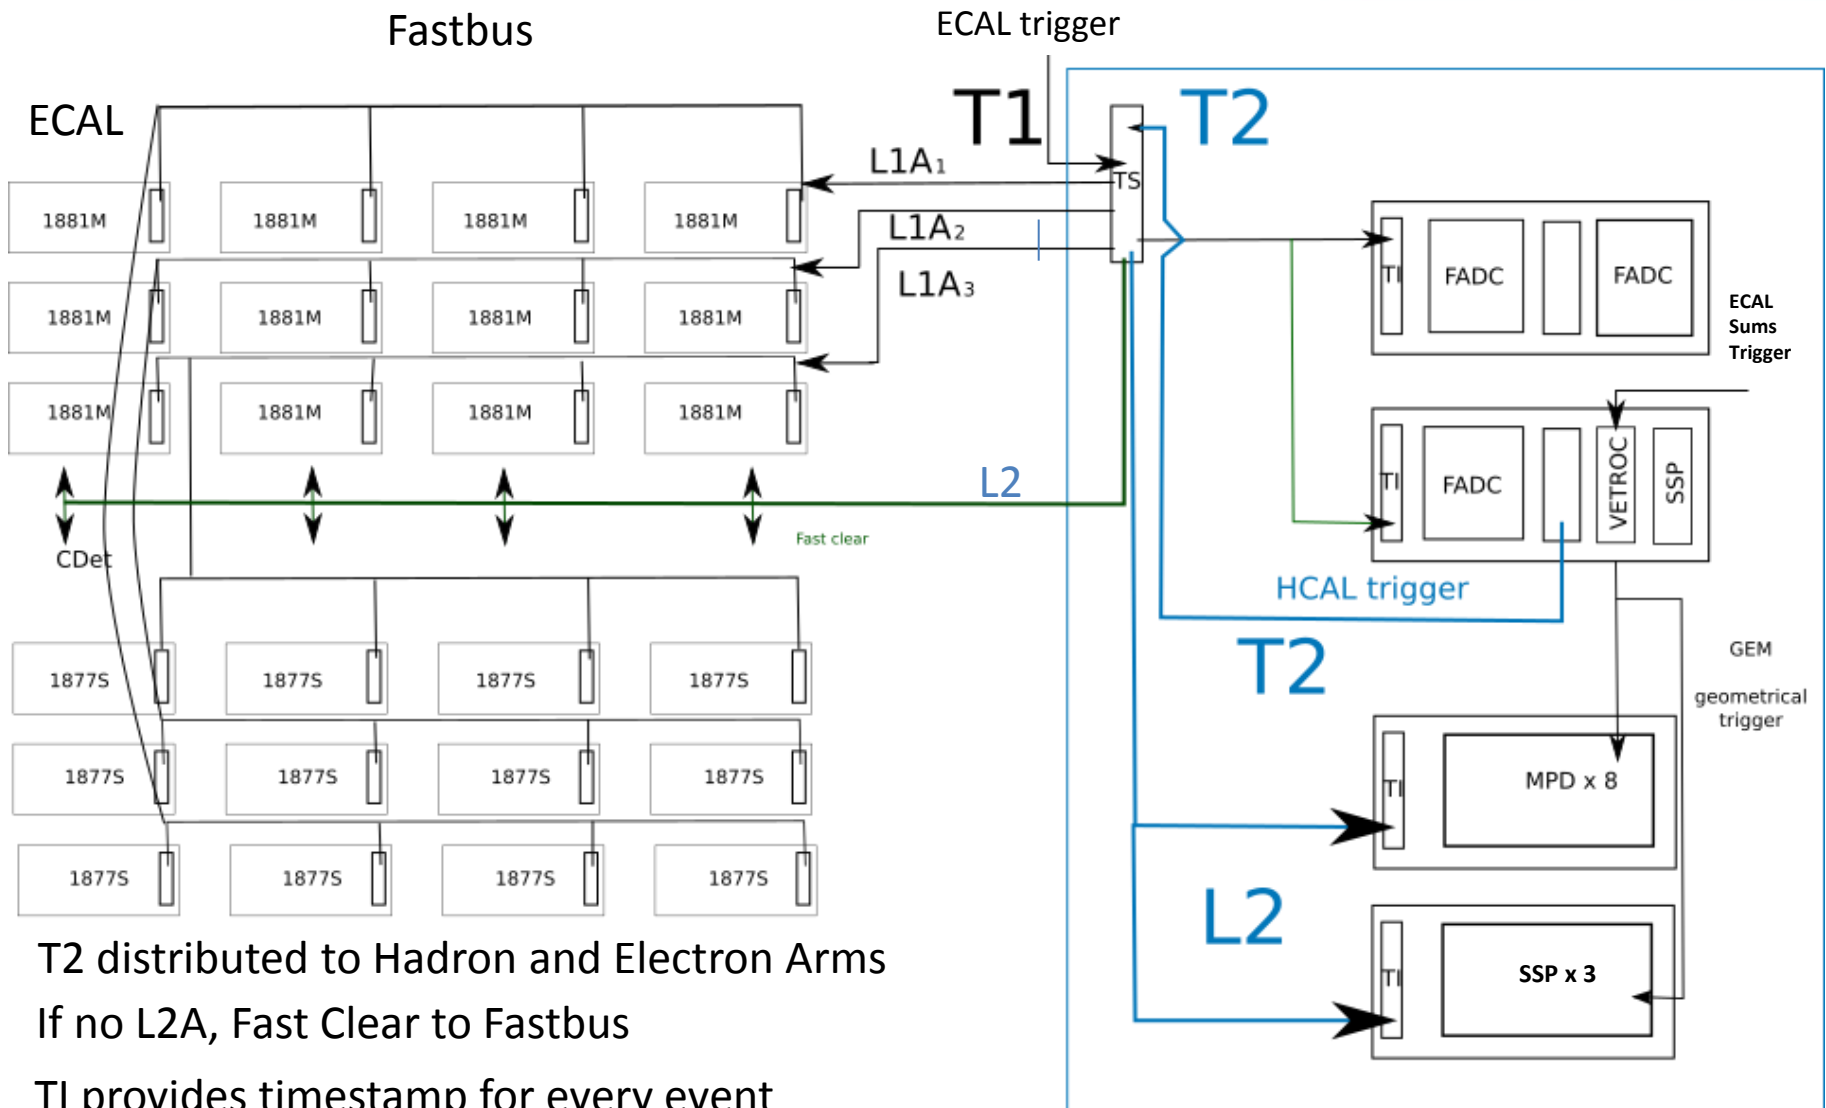 Fastbus
ECAL trigger
ECAL
T1
T2
L1A1
TS
1881M 1881M 1881M 1881M
L1A2
TI FADC FADC
L1A3
ECAL
Sums
Trigger
1881M 1881M 1881M 1881M
1881M 1881M 1881M 1881M
TI FADC VETROC SSP
L2
Fast clear
CDet
HCAL trigger
T2
GEM
geometrical
trigger
1877S 1877S 1877S 1877S
1877S 1877S 1877S 1877S
TI MPD x 8
1877S 1877S 1877S 1877S
L2
TI SSP x 3
T2 distributed to Hadron and Electron Arms
If no L2A, Fast Clear to Fastbus
TI provides timestamp for every event